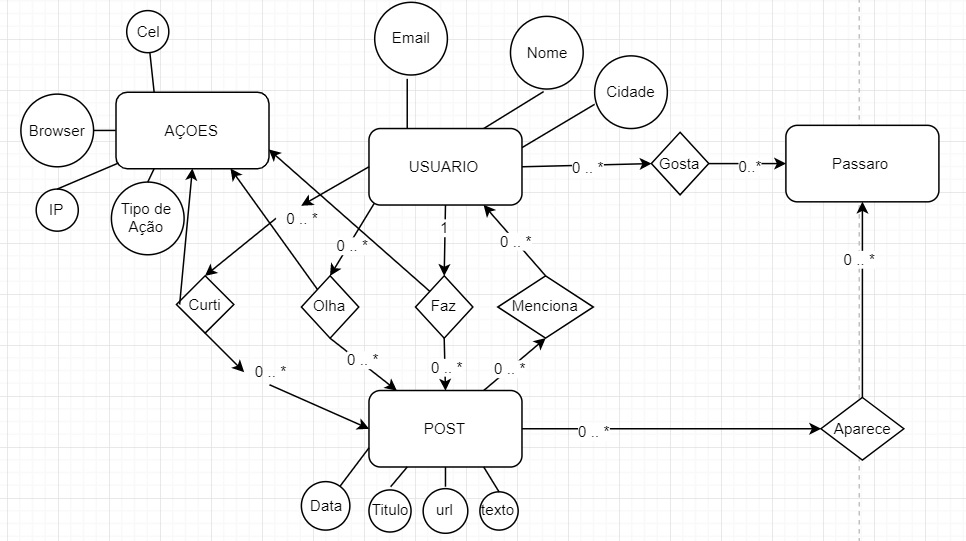 Cel
Email
Nome
Cidade
Browser
AÇOES
USUARIO
0 .. *
Gosta
0..*
Passaro
IP
Tipo de
Ação
0 .. *
0 .. *
1
0 .. *
0 .. *
Curti
Olha
Faz
Menciona
0 .. *
0 .. *
0 .. *
0 .. *
POST
0 .. *
Aparece
Data
Titulo
url
texto